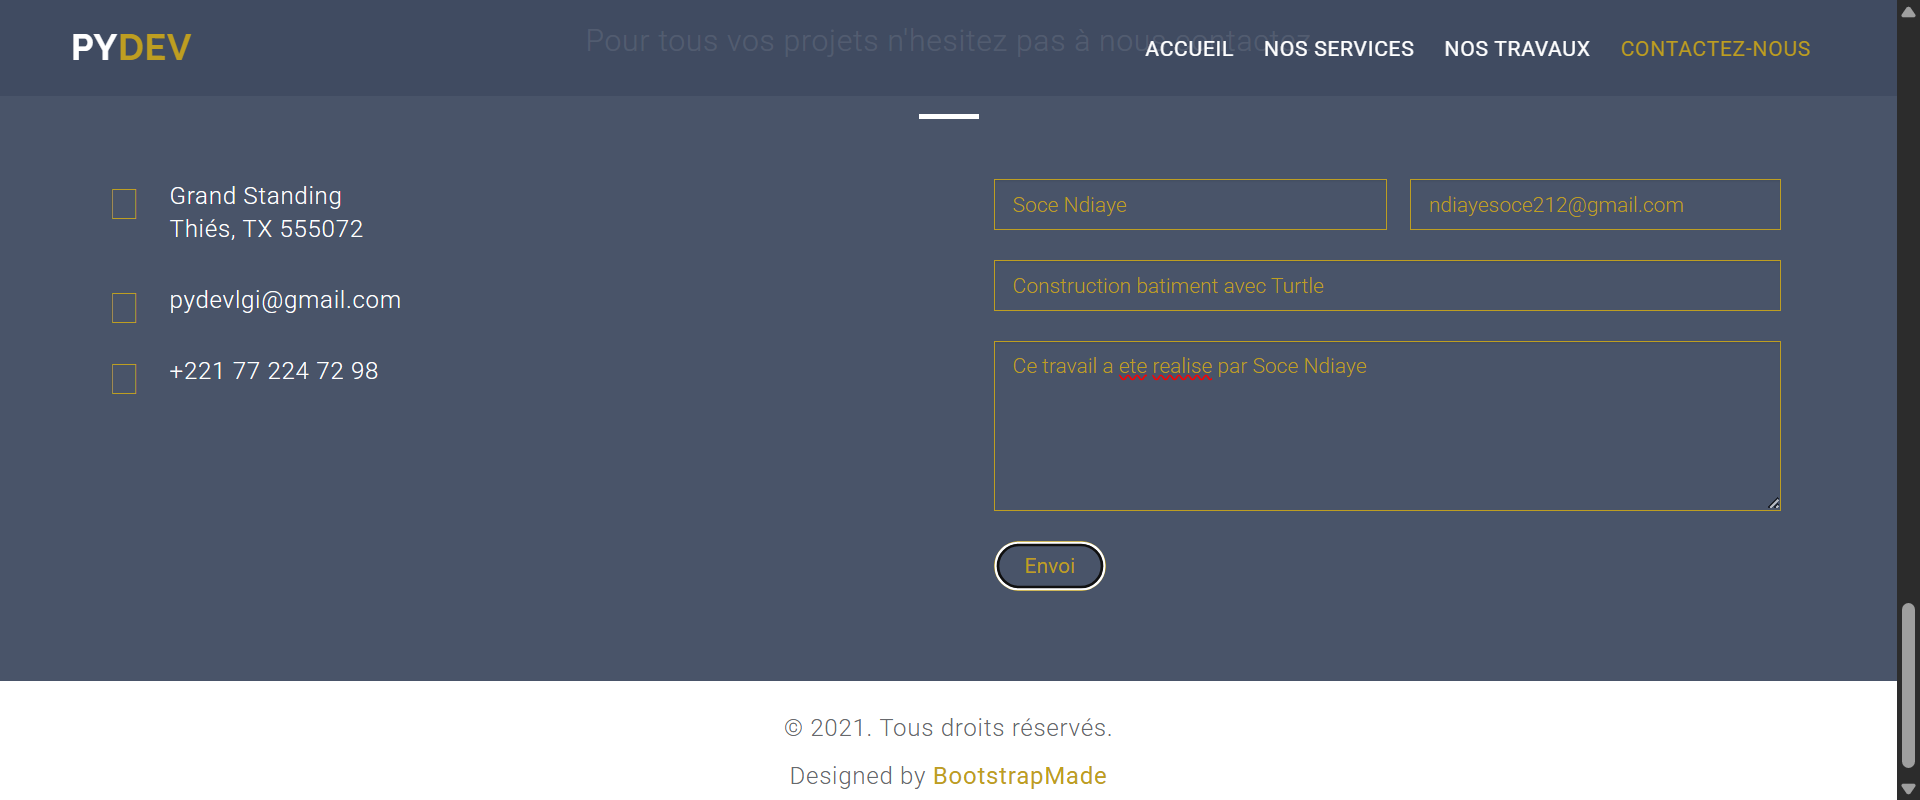 PYDEV
Pour tous vos projets n'hesitez pas à nous contactez
ACCUEIL
NOS SERVICES
NOS TRAVAUX
CONTACTEZ-NOUS
Grand Standing
Thiés, TX 555072
pydevlgi@gmail.com
+221 77 224 72 98
Soce Ndiaye
ndiayesoce212@gmail.com
Construction batiment avec Turtle
Ce travail a ete realise par Soce Ndiaye
Envoi
© 2021. Tous droits réservés.
Designed by BootstrapMade